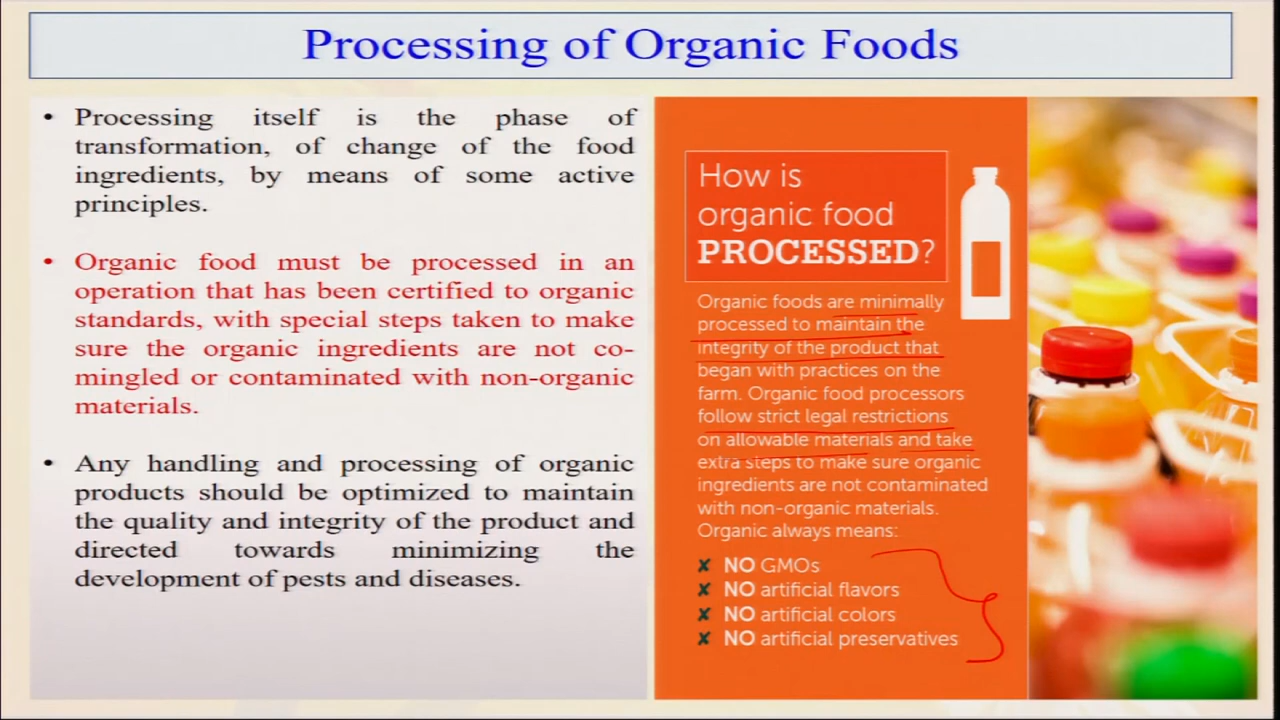 Processing of Organic Foods
• Processing itself is the phase of
transformation, of change of the food
ingredients, by means of some active
principles.
• Organic food must be processed in an
operation that has been certified to organic
standards, with special steps taken to make
sure the organic ingredients are not co-
mingled or contaminated with non-organic
materials.
• Any handling and processing of organic
products should be optimized to maintain
the quality and integrity of the product and
directed towards minimizing the
development of pests and diseases.
How is
organic food
PROCESSED?
Organic foods are minimally
processed to maintain the
integrity of the product that
began with practices on the
farm. Organic food processors
follow strict legal restrictions
on allowable materials and take
extra steps to make sure organic
ingredients are not contaminated
with non-organic materials.
Organic always means:
✘ NO GMOs
✘ NO artificial flavors
✘ NO artificial colors
✘ NO artificial preservatives